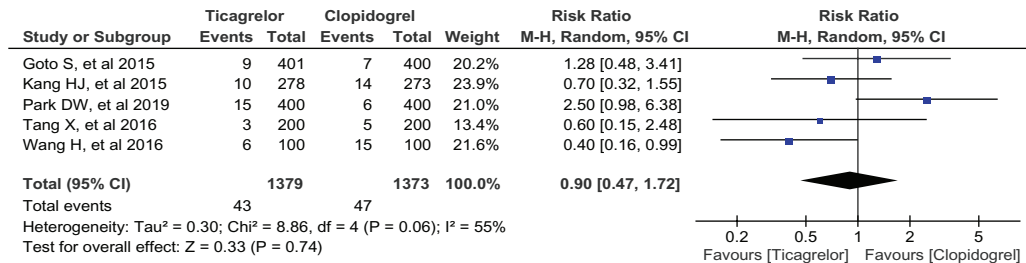 Ticagrelor Clopidogrel Risk Ratio Risk Ratio
Study or Subgroup Events Total Events Total Weight M-H, Random, 95% CI M-H, Random, 95% CI
Goto S, et al 2015 9 401 7 400 20.2% 1.28 [0.48, 3.41]
Kang HJ, et al 2015 10 278 14 273 23.9% 0.70 [0.32, 1.55]
Park DW, et al 2019 15 400 6 400 21.0% 2.50 [0.98, 6.38]
Tang X, et al 2016 3 200 5 200 13.4% 0.60 [0.15, 2.48]
Wang H, et al 2016 6 100 15 100 21.6% 0.40 [0.16, 0.99]
Total (95% CI) 1379 1373 100.0% 0.90 [0.47, 1.72]
Total events 43 47
Heterogeneity: Tau² = 0.30; Chi² = 8.86, df = 4 (P = 0.06); I² = 55%
Test for overall effect: Z = 0.33 (P = 0.74)
0.2 0.5 1 2 5
Favours [Ticagrelor] Favours [Clopidogrel]